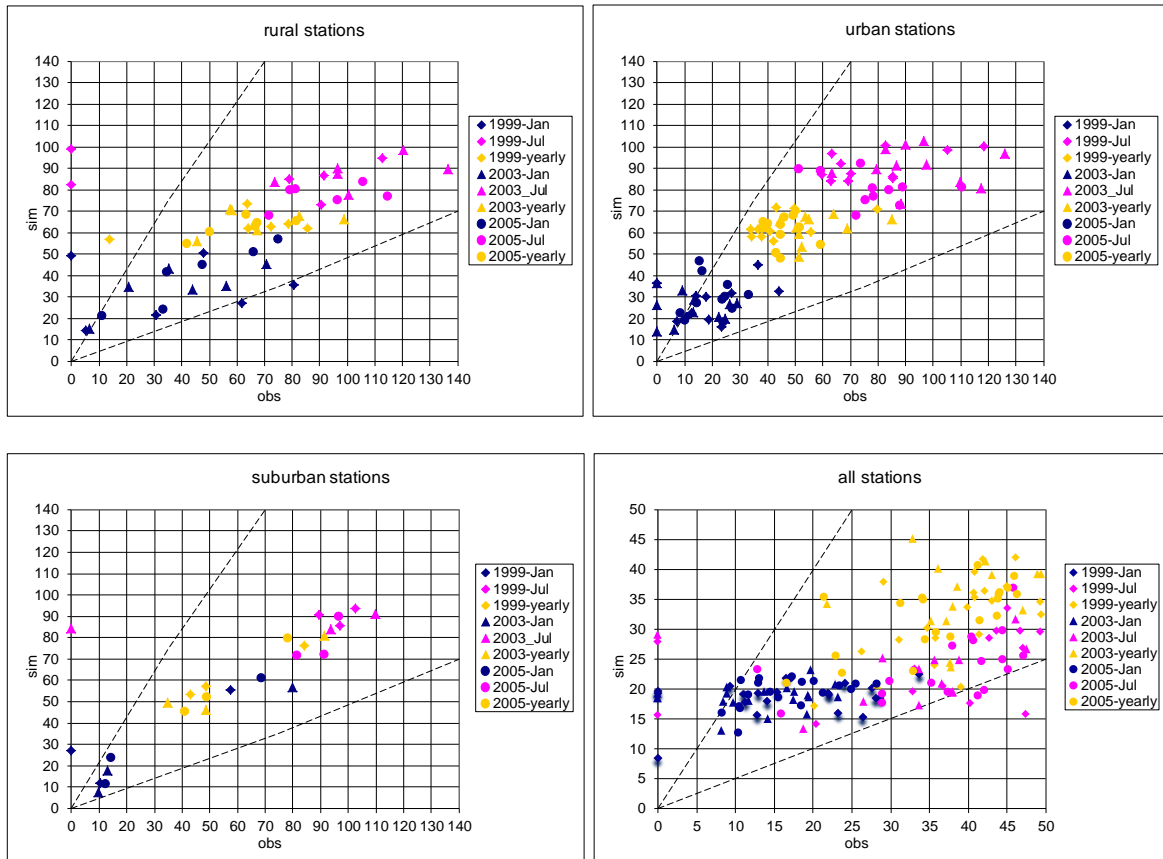 rural stations
140
130
120
110
100
90
80
70
60
50
40
30
20
10
0
sim
0 10 20 30 40 50 60 70 80 90 100 110 120 130 140
obs
1999-Jan
1999-Jul
1999-yearly
2003-Jan
2003_Jul
2003-yearly
2005-Jan
2005-Jul
2005-yearly
urban stations
140
130
120
110
100
90
80
70
60
50
40
30
20
10
0
sim
0 10 20 30 40 50 60 70 80 90 100 110 120 130 140
obs
1999-Jan
1999-Jul
1999-yearly
2003-Jan
2003_Jul
2003-yearly
2005-Jan
2005-Jul
2005-yearly
suburban stations
140
130
120
110
100
90
80
70
60
50
40
30
20
10
0
sim
0 10 20 30 40 50 60 70 80 90 100 110 120 130 140
obs
1999-Jan
1999-Jul
1999-yearly
2003-Jan
2003_Jul
2003-yearly
2005-Jan
2005-Jul
2005-yearly
all stations
50
45
40
35
30
25
20
15
10
5
0
sim
0 5 10 15 20 25 30 35 40 45 50
obs
1999-Jan
1999-Jul
1999-yearly
2003-Jan
2003-Jul
2003-yearly
2005-Jan
2005-Jul
2005-yearly